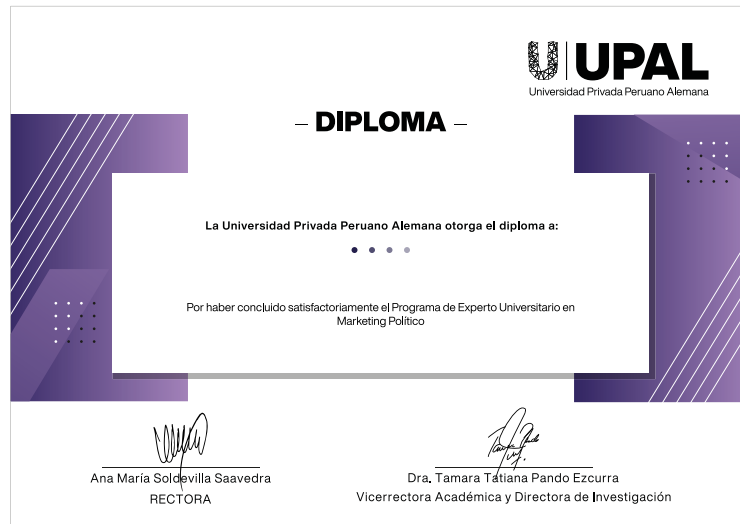 UPAL
Universidad Privada Peruano Alemana
– DIPLOMA –
La Universidad Privada Peruano Alemana otorga el diploma a:
Por haber concluido satisfactoriamente el Programa de Experto Universitario en
Marketing Político
Ana María Soldevilla Saavedra
RECTORA
Dra. Tamara Tatiana Pando Ezcurra
Vicerrectora Académica y Directora de Investigación